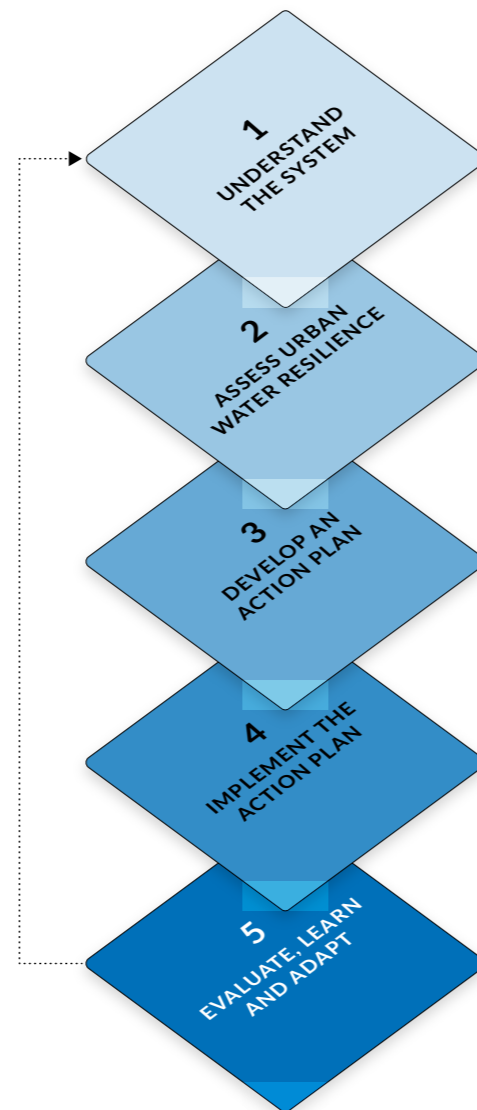 1
UNDERSTAND
THE SYSTEM
2
ASSESS URBAN
WATER RESILIENCE
3
DEVELOP AN
ACTION PLAN
4
IMPLEMENT THE
ACTION PLAN
5
EVALUATE, LEARN
AND ADAPT